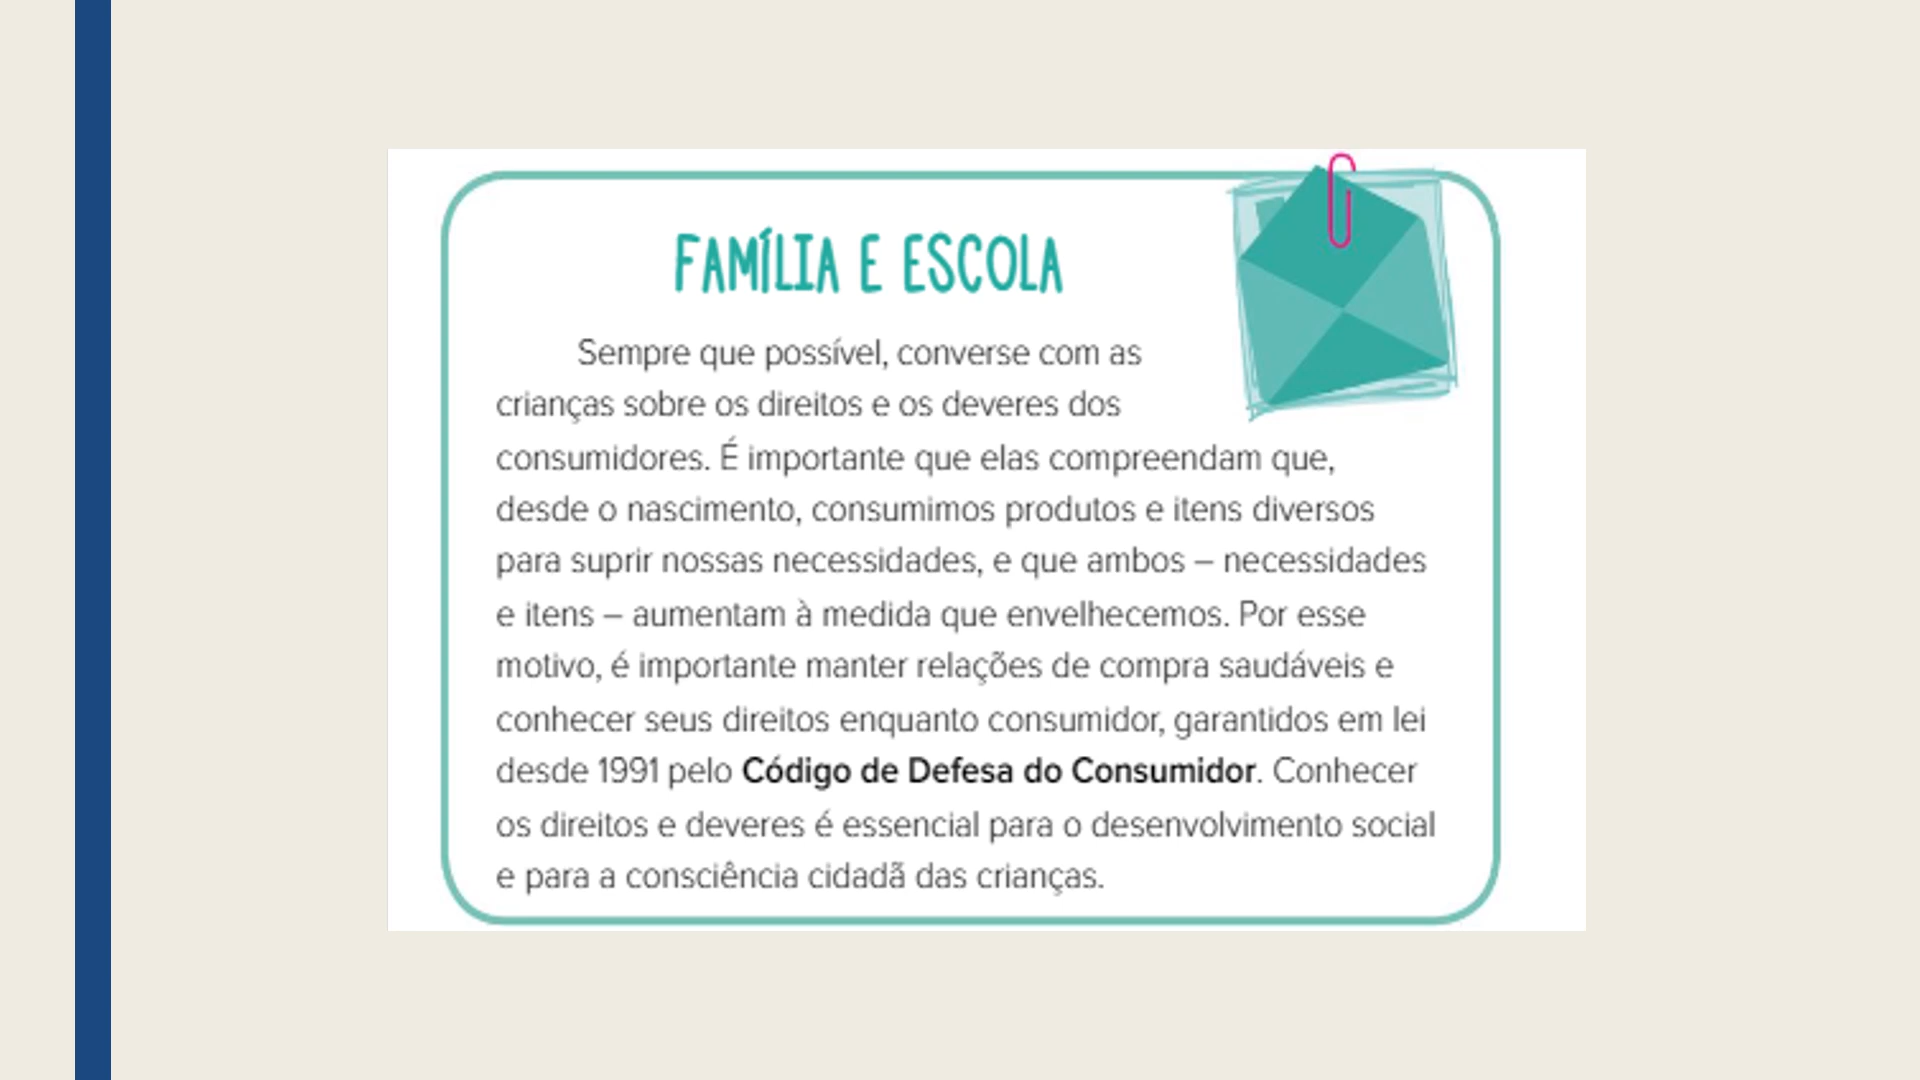 FAMÍLIA E ESCOLA
Sempre que possível, converse com as
crianças sobre os direitos e os deveres dos
consumidores. É importante que elas compreendam que,
desde o nascimento, consumimos produtos e itens diversos
para suprir nossas necessidades, e que ambos – necessidades
e itens – aumentam à medida que envelhecemos. Por esse
motivo, é importante manter relações de compra saudáveis e
conhecer seus direitos enquanto consumidor, garantidos em lei
desde 1991 pelo Código de Defesa do Consumidor. Conhecer
os direitos e deveres é essencial para o desenvolvimento social
e para a consciência cidadã das crianças.